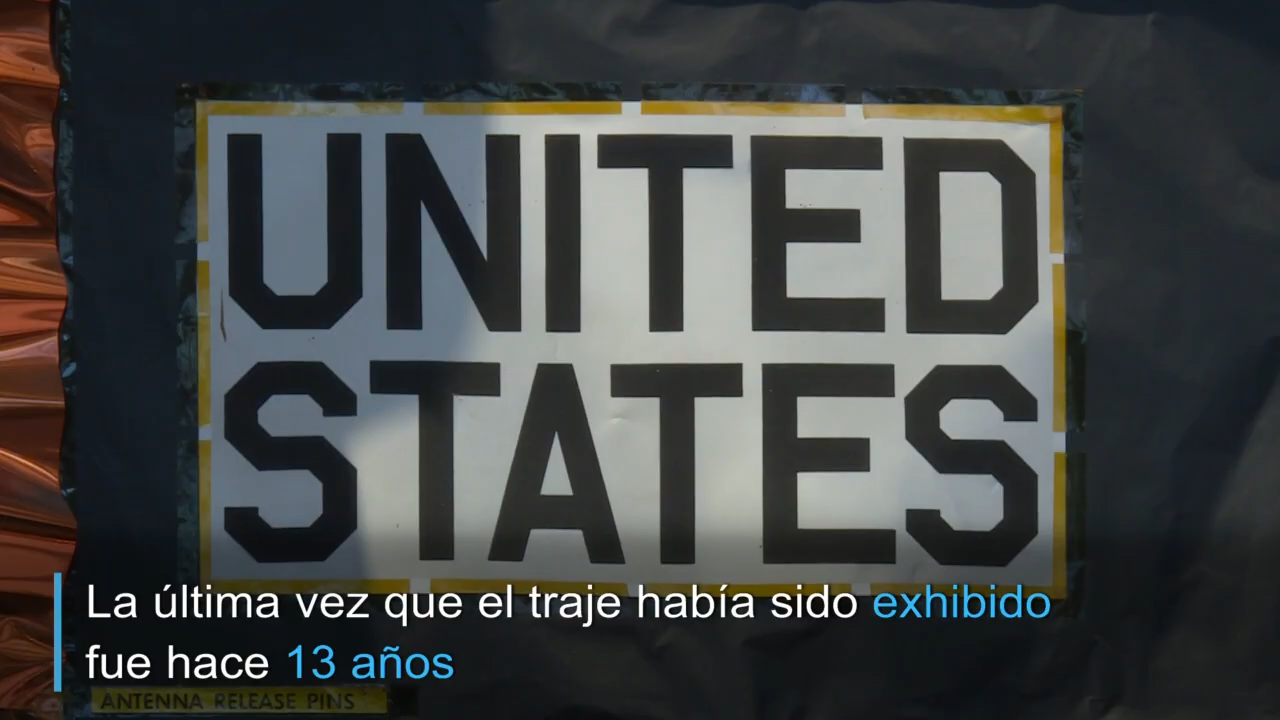 UNITED
STATES
La última vez que el traje había sido exhibido
fue hace 13 años
ANTENNA RELEASE PINS